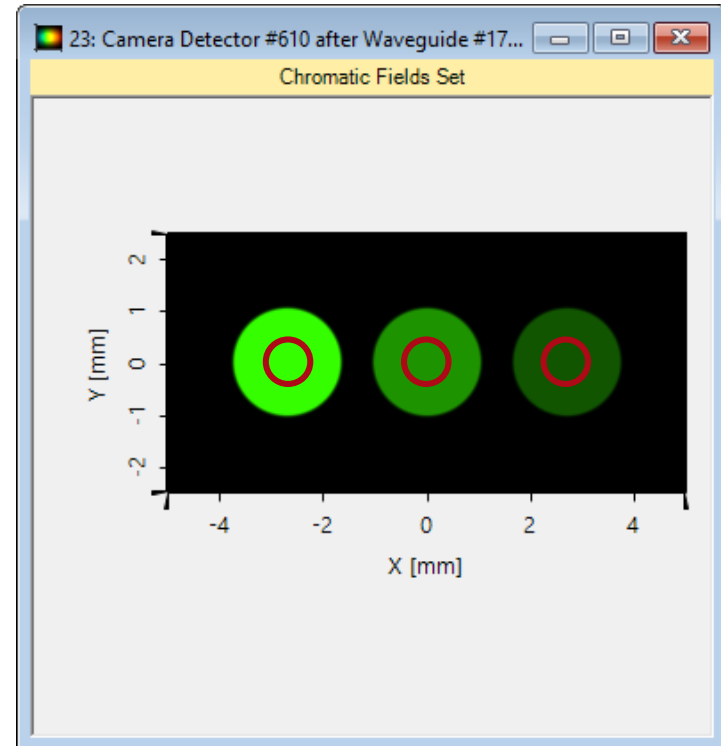 23: Camera Detector #610 after Waveguide #17...
Chromatic Fields Set
2
1
0
-1
-2
Y [mm]
-4 -2 0 2 4
X [mm]